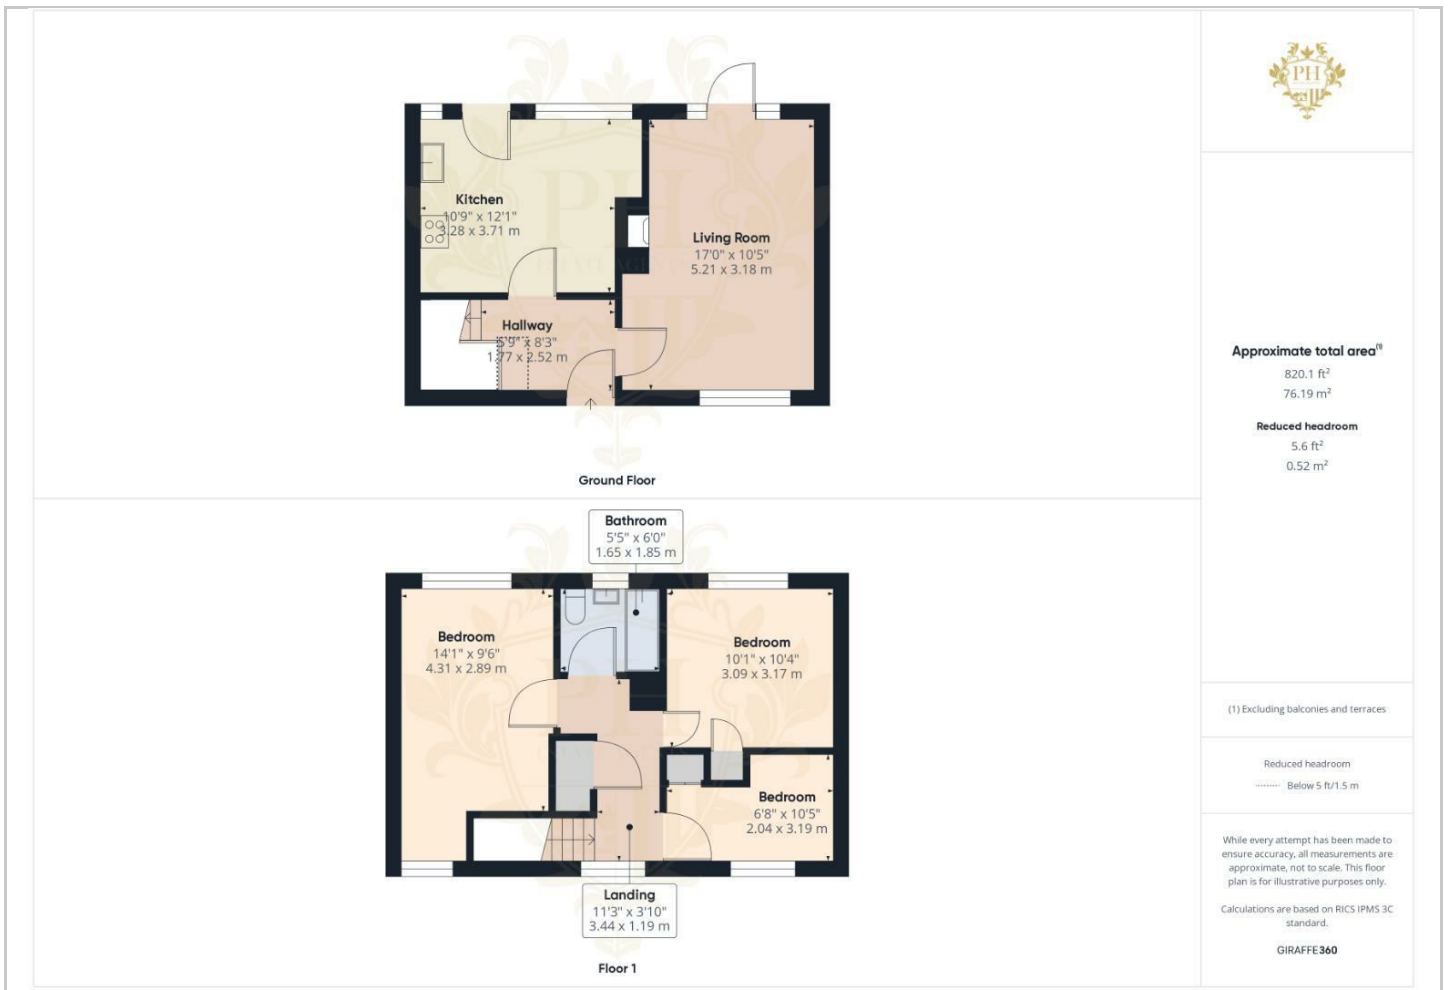 PH
Kitchen
10'9" x 12'1"
3.28 x 3.71 m
Living Room
17'0" x 10'5"
5.21 x 3.18 m
Hallway
5'9" x 8'3"
1.77 x 2.52 m
Ground Floor
Bathroom
5'5" x 6'0"
1.65 x 1.85 m
Bedroom
14'1" x 9'6"
4.31 x 2.89 m
Bedroom
10'1" x 10'4"
3.09 x 3.17 m
Bedroom
6'8" x 10'5"
2.04 x 3.19 m
Landing
11'3" x 3'10"
3.44 x 1.19 m
Floor 1
PH
Approximate total area⁽¹⁾
820.1 ft²
76.19 m²
Reduced headroom
5.6 ft²
0.52 m²
(1) Excluding balconies and terraces
Reduced headroom
Below 5 ft/1.5 m
While every attempt has been made to
ensure accuracy, all measurements are
approximate, not to scale. This floor
plan is for illustrative purposes only.
Calculations are based on RICS IPMS 3C
standard.
GIRAFFE360